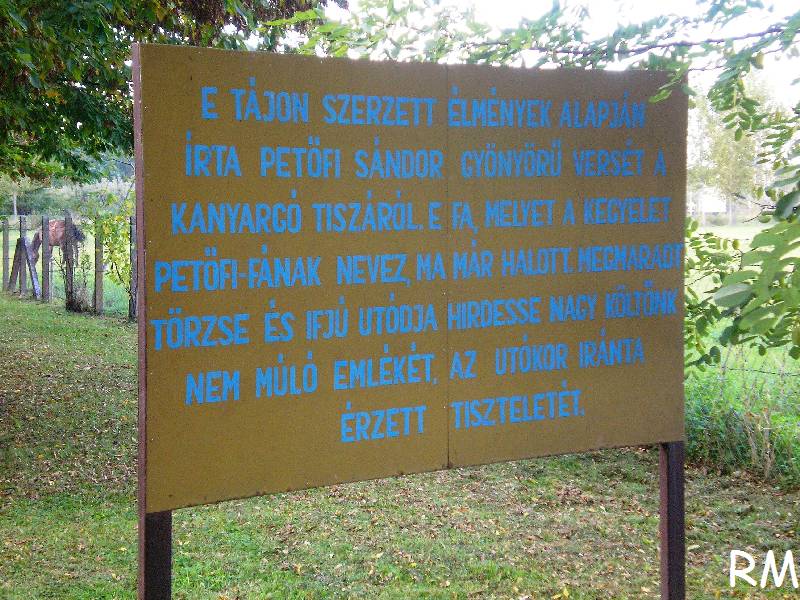 E TÁJON SZERZETT ÉLMÉNYEK ALAPJÁN
ÍRTA PETŐFI SÁNDOR GYÖNYÖRŰ VERSÉT A
KANYARGÓ TISZÁRÓL. E FA, MELYET A KEGYELET
PETŐFI-FÁNAK NEVEZ, MA MÁR HALOTT. MEGMARADT
TÖRZSE ÉS IFJÚ UTÓDJA HIRDESSE NAGY KÖLTŐNK
NEM MÚLÓ EMLÉKÉT, AZ UTÓKOR IRÁNTA
ÉRZETT TISZTELETÉT.
RM